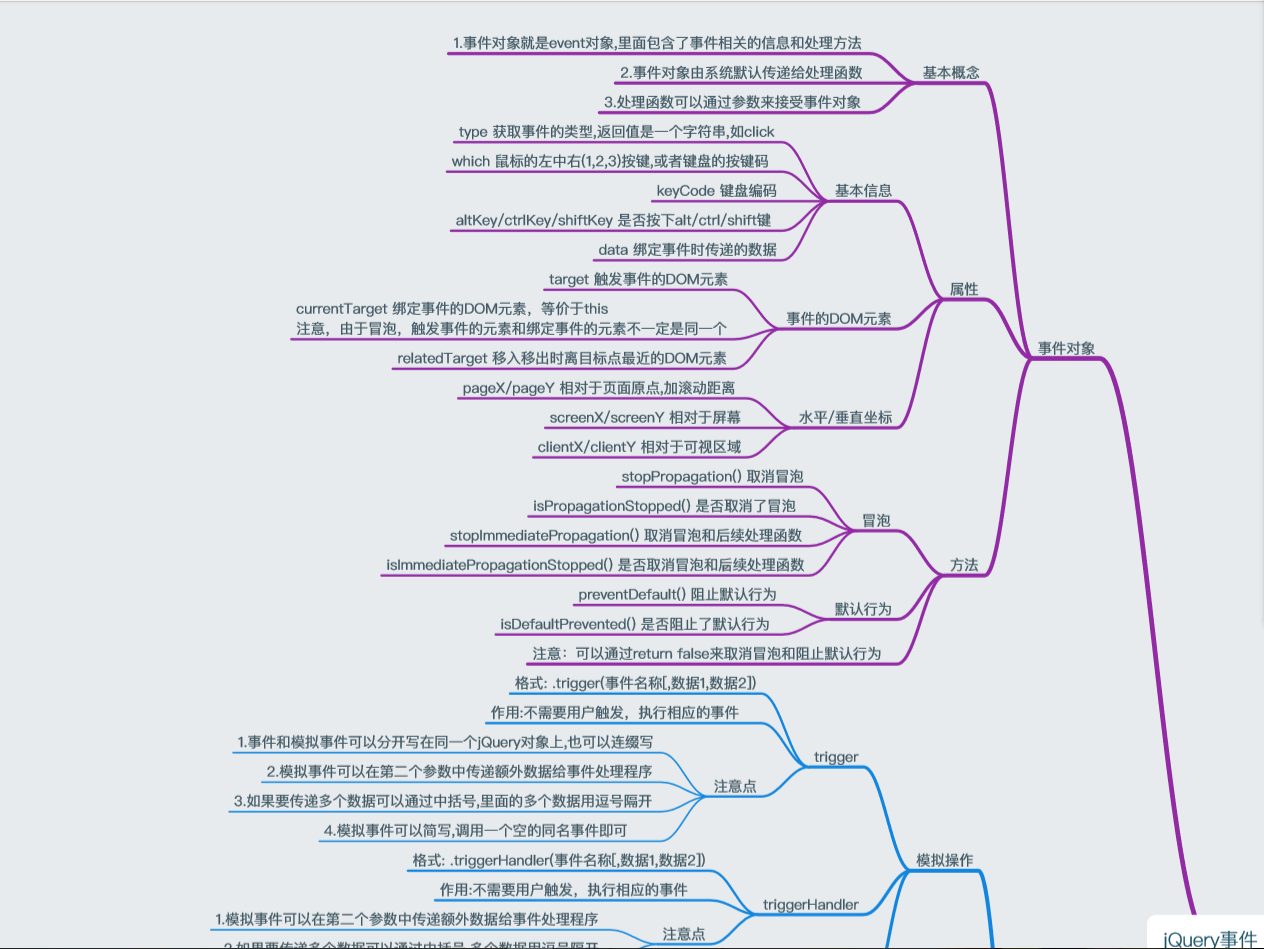 1.事件对象就是event对象,里面包含了事件相关的信息和处理方法
2.事件对象由系统默认传递给处理函数
基本概念
3.处理函数可以通过参数来接受事件对象
type 获取事件的类型,返回值是一个字符串,如click
which 鼠标的左中右(1,2,3)按键,或者键盘的按键码
keyCode 键盘编码
基本信息
altKey/ctrlKey/shiftKey 是否按下alt/ctrl/shift键
data 绑定事件时传递的数据
target 触发事件的DOM元素
属性
currentTarget 绑定事件的DOM元素，等价于this
注意，由于冒泡，触发事件的元素和绑定事件的元素不一定是同一个
事件的DOM元素
事件对象
relatedTarget 移入移出时离目标点最近的DOM元素
pageX/pageY 相对于页面原点,加滚动距离
screenX/screenY 相对于屏幕
水平/垂直坐标
clientX/clientY 相对于可视区域
stopPropagation() 取消冒泡
isPropagationStopped() 是否取消了冒泡
冒泡
stopImmediatePropagation() 取消冒泡和后续处理函数
isImmediatePropagationStopped() 是否取消冒泡和后续处理函数
方法
preventDefault() 阻止默认行为
默认行为
isDefaultPrevented() 是否阻止了默认行为
注意：可以通过return false来取消冒泡和阻止默认行为
格式: .trigger(事件名称[,数据1,数据2])
作用:不需要用户触发，执行相应的事件
1.事件和模拟事件可以分开写在同一个jQuery对象上,也可以连缀写
trigger
2.模拟事件可以在第二个参数中传递额外数据给事件处理程序
注意点
3.如果要传递多个数据可以通过中括号,里面的多个数据用逗号隔开
4.模拟事件可以简写,调用一个空的同名事件即可
格式: .triggerHandler(事件名称[,数据1,数据2])
模拟操作
作用:不需要用户触发，执行相应的事件
triggerHandler
1.模拟事件可以在第二个参数中传递额外数据给事件处理程序
注意点
jQuery事件
2.如果要传递多个数据可以通过中括号,多个数据用逗号隔开